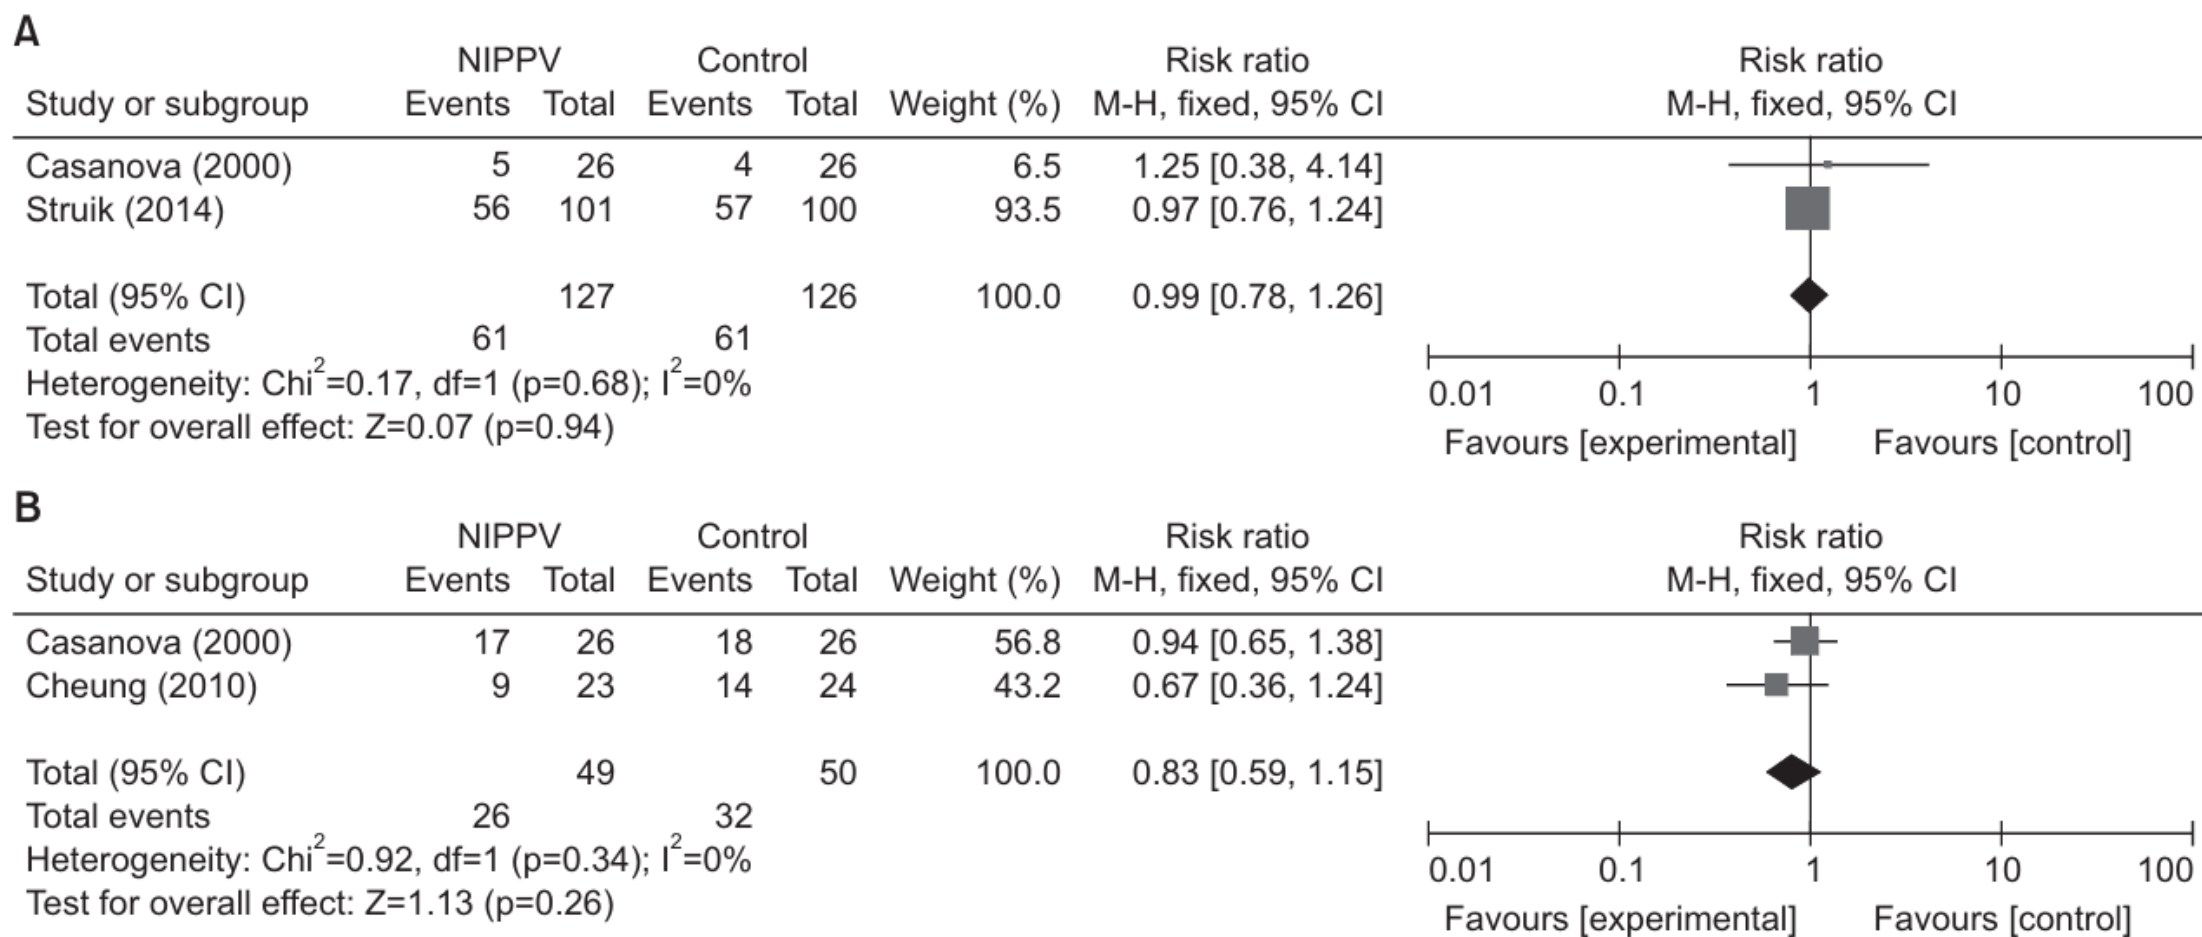 A
NIPPV Control Risk ratio Risk ratio
Study or subgroup Events Total Events Total Weight (%) M-H, fixed, 95% CI M-H, fixed, 95% CI
Casanova (2000) 5 26 4 26 6.5 1.25 [0.38, 4.14]
Struik (2014) 56 101 57 100 93.5 0.97 [0.76, 1.24]
Total (95% CI) 127 126 100.0 0.99 [0.78, 1.26]
Total events 61 61
Heterogeneity: Chi²=0.17, df=1 (p=0.68); I²=0%
Test for overall effect: Z=0.07 (p=0.94)
0.01 0.1 1 10 100
Favours [experimental] Favours [control]
B
NIPPV Control Risk ratio Risk ratio
Study or subgroup Events Total Events Total Weight (%) M-H, fixed, 95% CI M-H, fixed, 95% CI
Casanova (2000) 17 26 18 26 56.8 0.94 [0.65, 1.38]
Cheung (2010) 9 23 14 24 43.2 0.67 [0.36, 1.24]
Total (95% CI) 49 50 100.0 0.83 [0.59, 1.15]
Total events 26 32
Heterogeneity: Chi²=0.92, df=1 (p=0.34); I²=0%
Test for overall effect: Z=1.13 (p=0.26)
0.01 0.1 1 10 100
Favours [experimental] Favours [control]